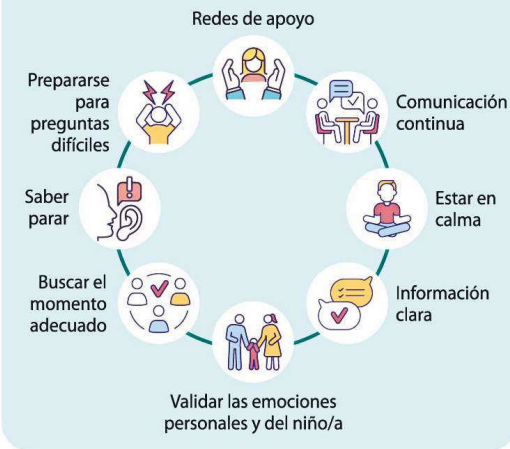 Redes de apoyo
Comunicación
continua
Estar en
calma
Información
clara
Validar las emociones
personales y del niño/a
Buscar el
momento
adecuado
Saber
parar
Prepararse
para
preguntas
difíciles